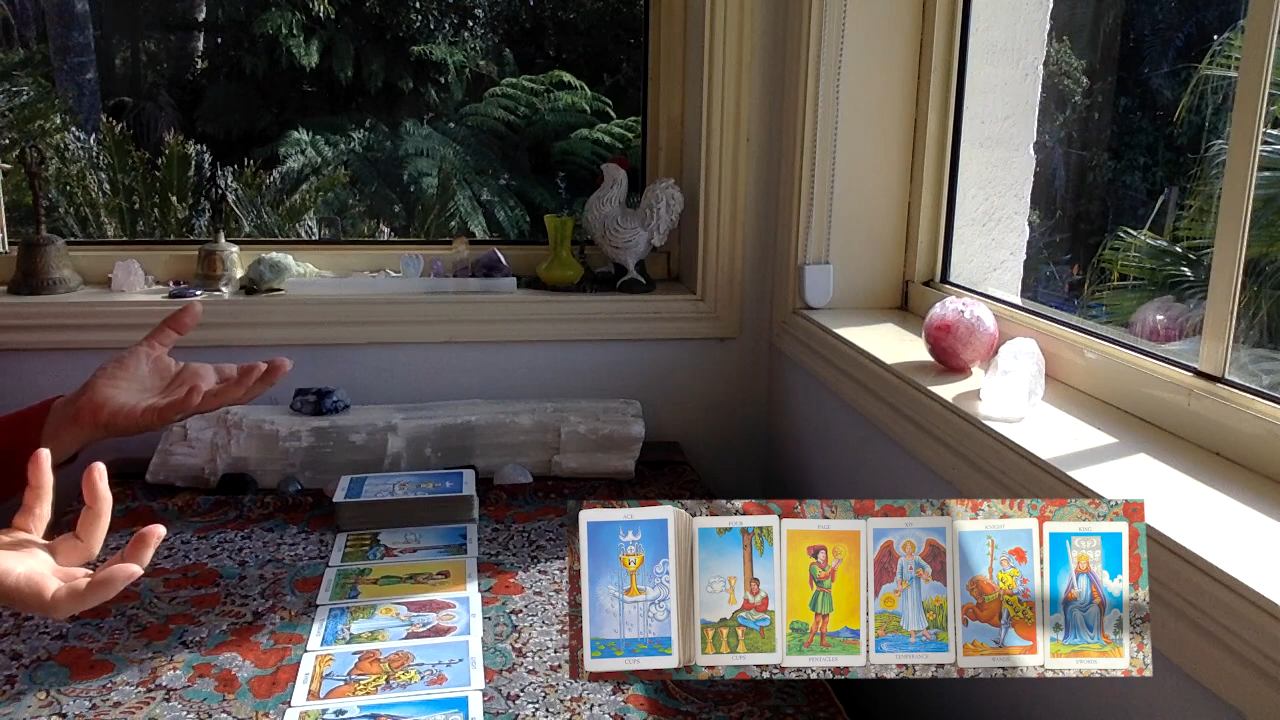 ACE
CUPS
FOUR
CUPS
PAGE
PENTACLES
XIV
TEMPERANCE
KNIGHT
WANDS
KING
SWORDS